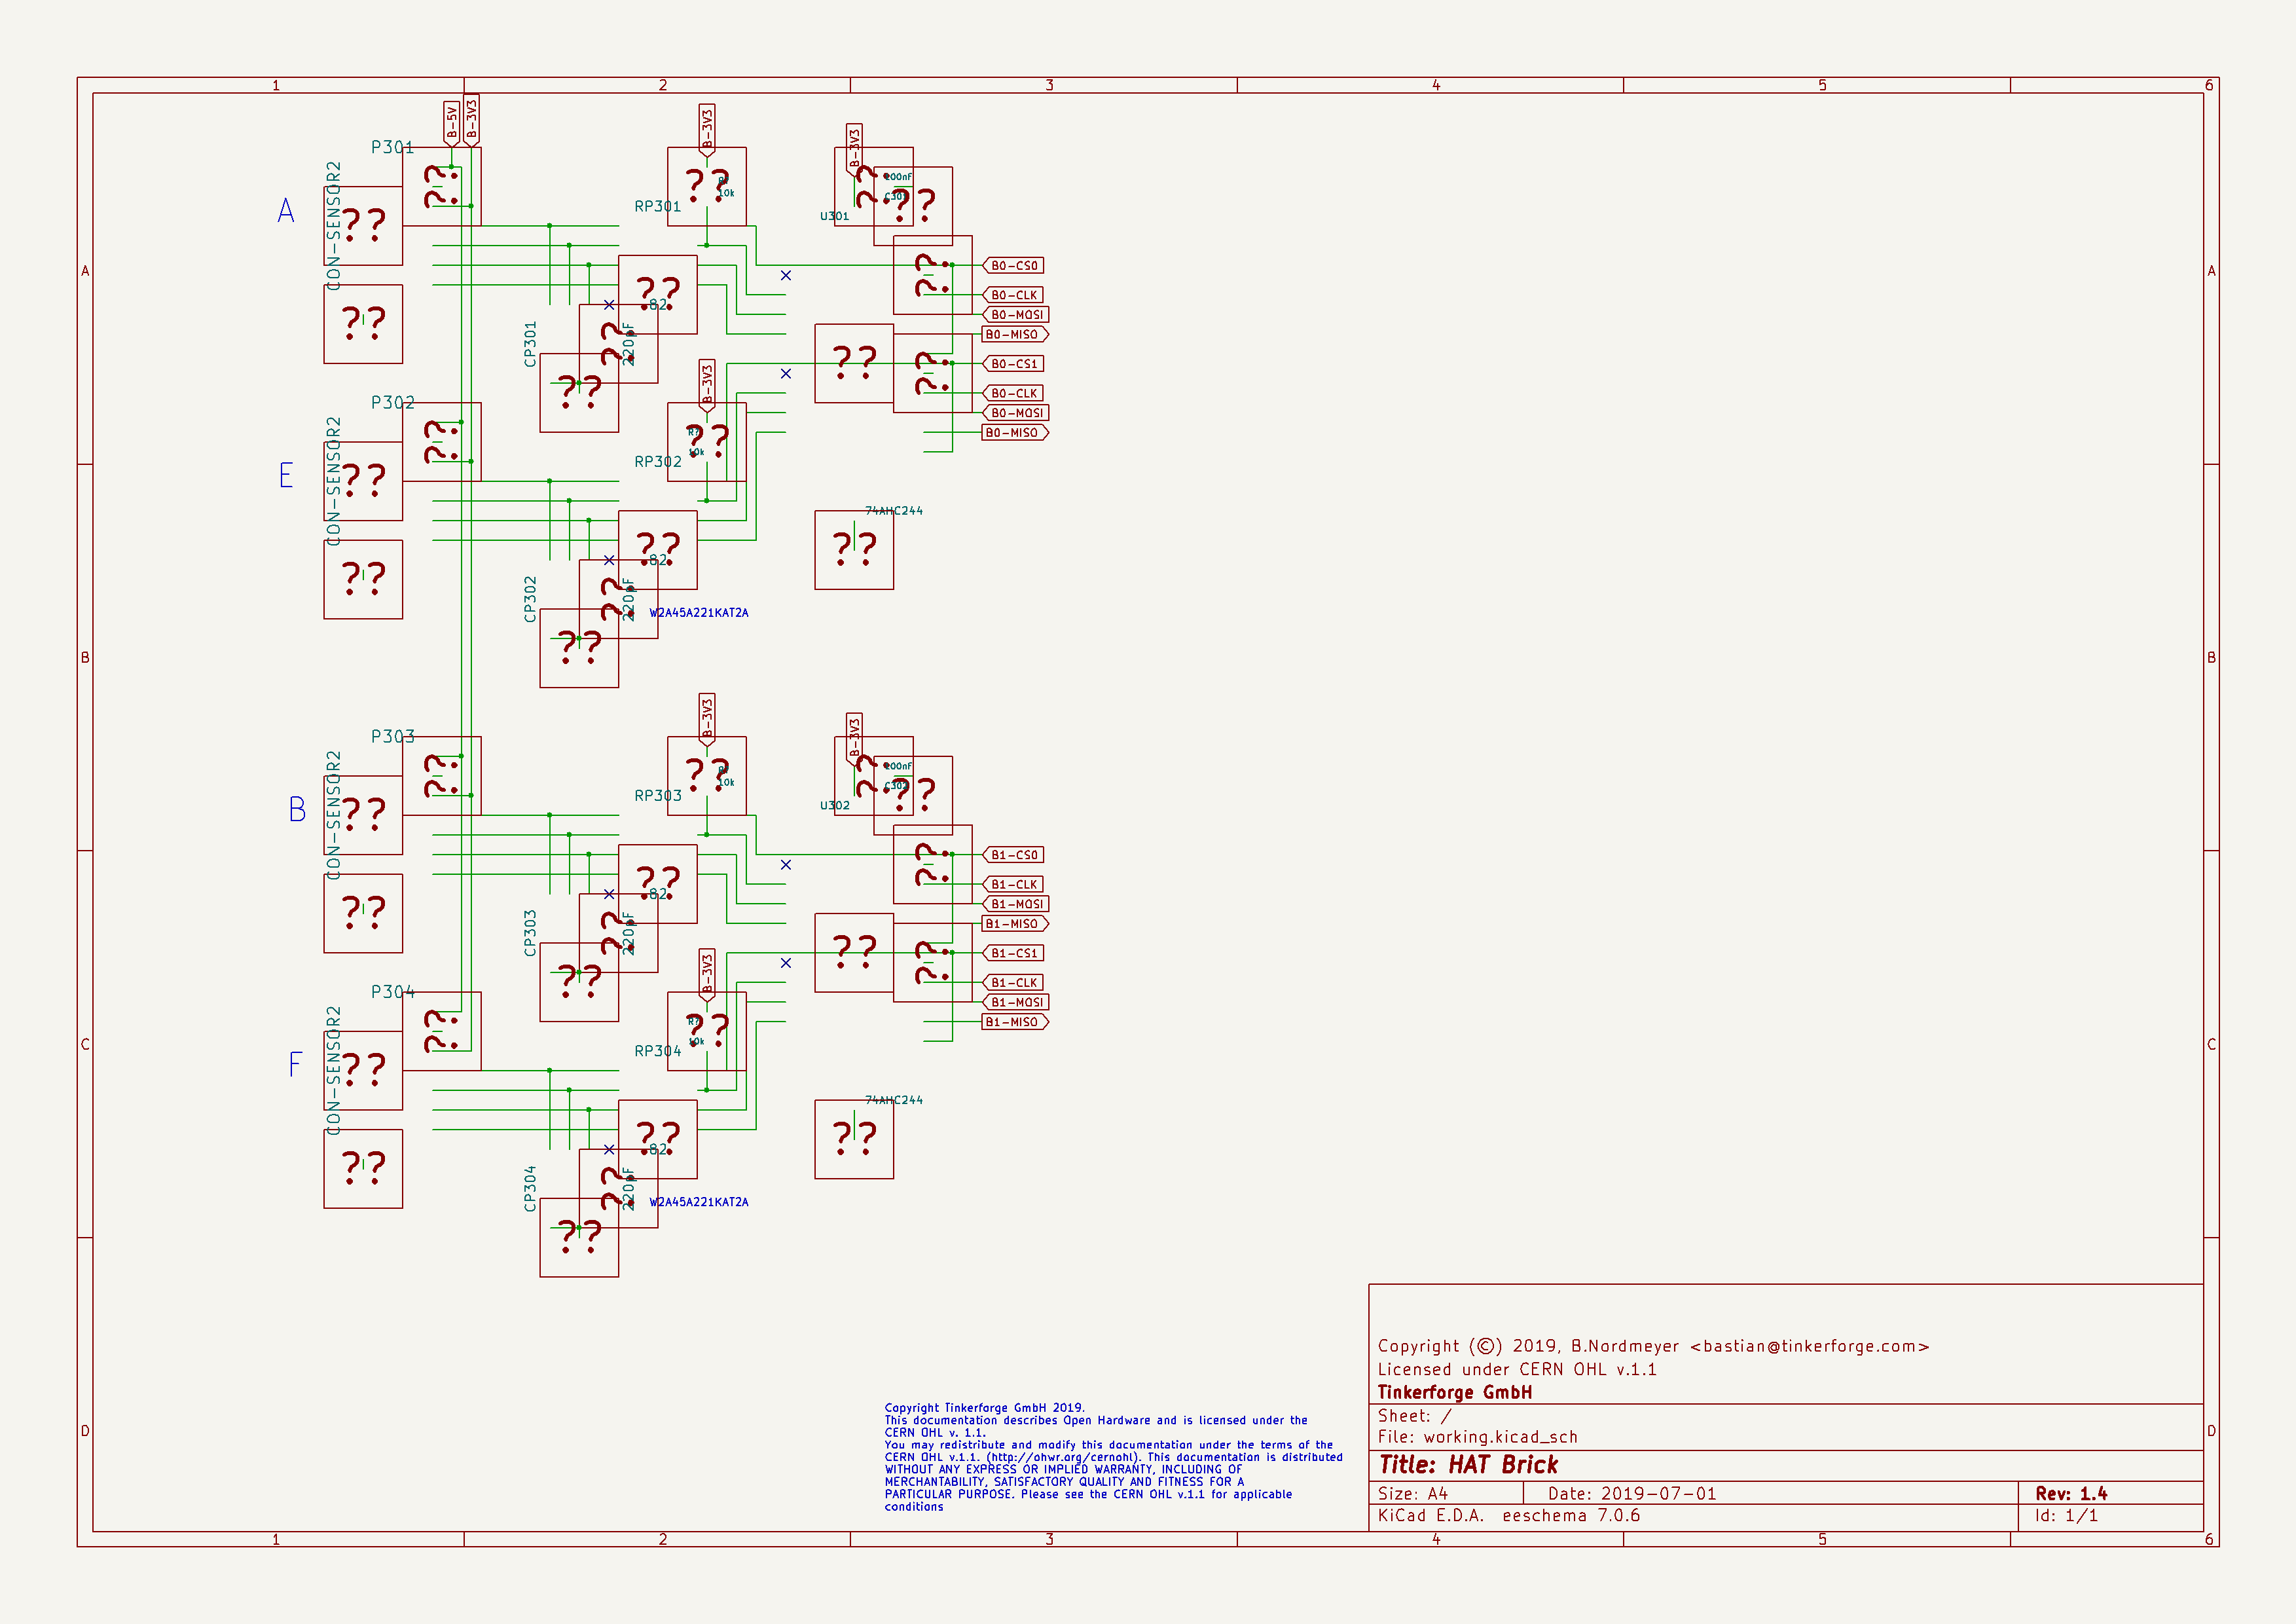 1 2 3 4 5 6
A
B
C
D
A
B
C
D
1 2 3 4 5 6
B-5V
B-3V3
B-3V3
B-3V3
P301
CON-SENSOR2
A
??
??
??
RP301
??
10k
??
??
100nF
C301
U301
??
B0-CS0
B0-CLK
B0-MOSI
B0-MISO
??
82
CP301
220pF
??
??
B-3V3
??
??
B0-CS1
B0-CLK
B0-MOSI
B0-MISO
P302
CON-SENSOR2
E
??
??
??
RP302
??
R?
10k
??
82
CP302
220pF
??
??
W2A45A221KAT2A
74AHC244
??
B-3V3
B-3V3
P303
CON-SENSOR2
B
??
??
??
RP303
??
10k
??
??
100nF
C302
U302
??
B1-CS0
B1-CLK
B1-MOSI
B1-MISO
??
82
CP303
220pF
??
??
B-3V3
??
??
B1-CS1
B1-CLK
B1-MOSI
B1-MISO
P304
CON-SENSOR2
F
??
??
??
RP304
??
R?
10k
??
82
CP304
220pF
??
??
W2A45A221KAT2A
74AHC244
??
Copyright Tinkerforge GmbH 2019.
This documentation describes Open Hardware and is licensed under the
CERN OHL v. 1.1.
You may redistribute and modify this documentation under the terms of the
CERN OHL v.1.1. (http://ohwr.org/cernohl). This documentation is distributed
WITHOUT ANY EXPRESS OR IMPLIED WARRANTY, INCLUDING OF
MERCHANTABILITY, SATISFACTORY QUALITY AND FITNESS FOR A
PARTICULAR PURPOSE. Please see the CERN OHL v.1.1 for applicable
conditions
Copyright (©) 2019, B.Nordmeyer <bastian@tinkerforge.com>
Licensed under CERN OHL v.1.1
Tinkerforge GmbH
Sheet: /
File: working.kicad_sch
Title: HAT Brick
Size: A4 Date: 2019-07-01 Rev: 1.4
KiCad E.D.A. eeschema 7.0.6 Id: 1/1